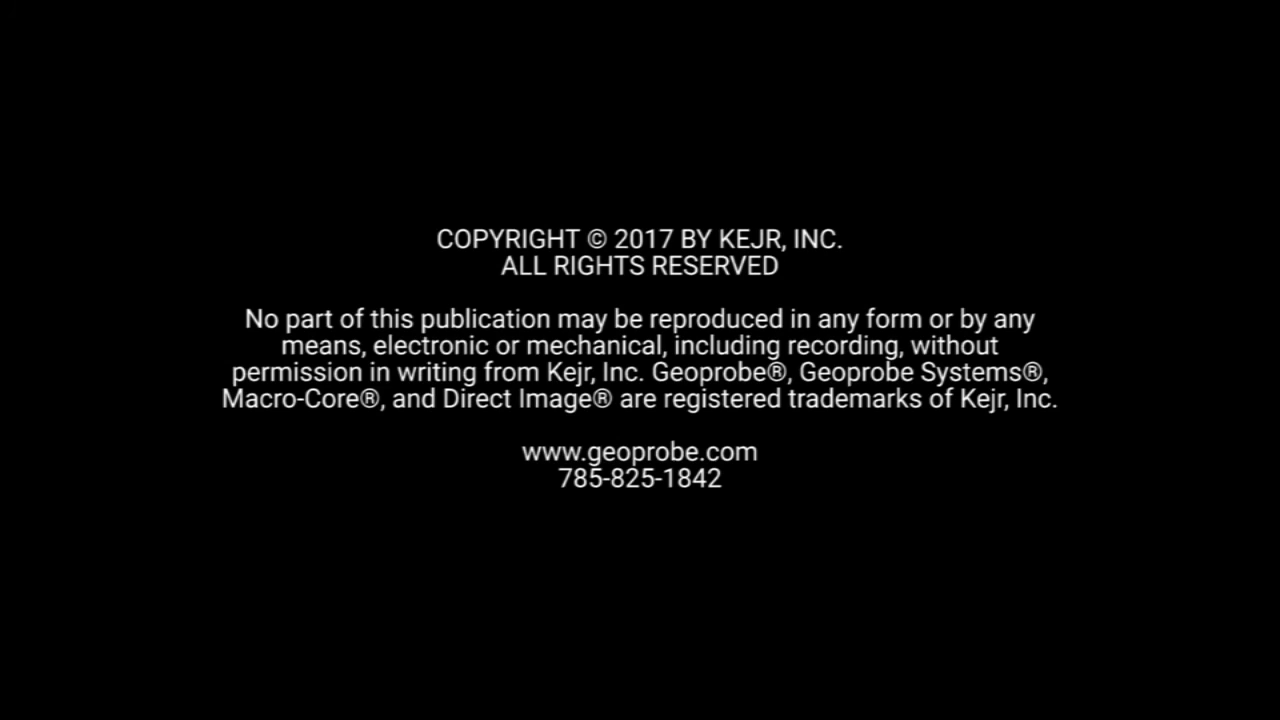 COPYRIGHT © 2017 BY KEJR, INC.
ALL RIGHTS RESERVED
No part of this publication may be reproduced in any form or by any
means, electronic or mechanical, including recording, without
permission in writing from Kejr, Inc. Geoprobe®, Geoprobe Systems®,
Macro-Core®, and Direct Image® are registered trademarks of Kejr, Inc.
www.geoprobe.com
785-825-1842